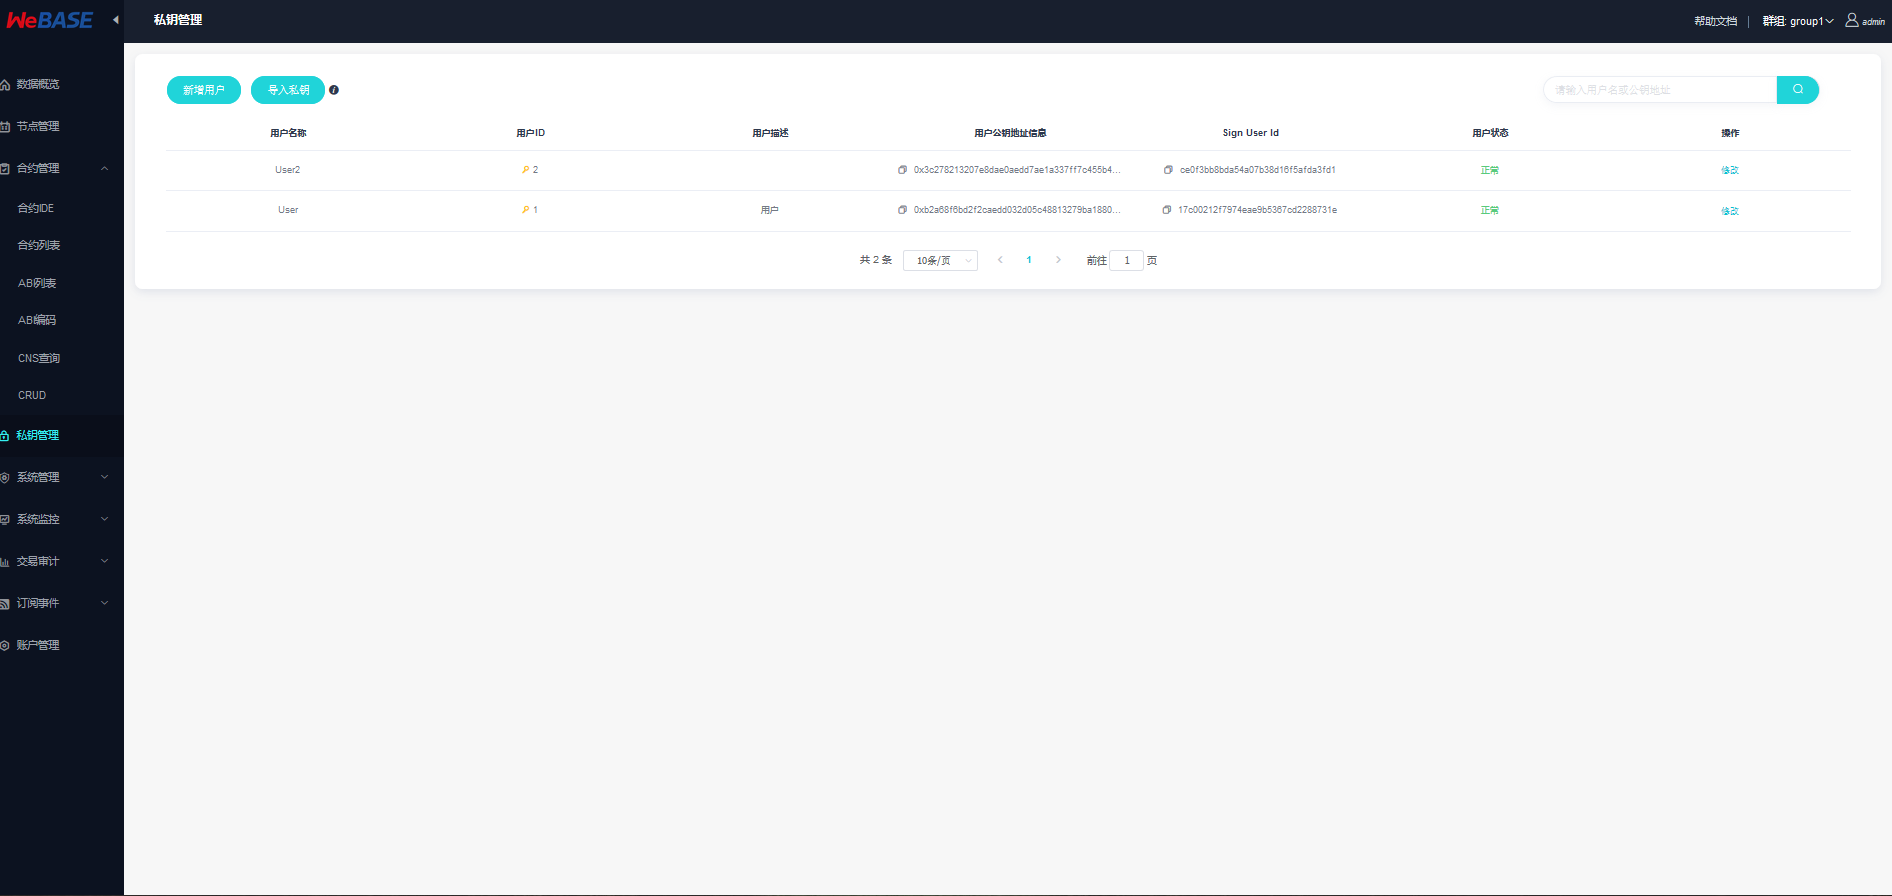 WeBASE
私钥管理
帮助文档 | 群组: group1 admin
数据概览
节点管理
合约管理
合约IDE
合约列表
ABI列表
ABI编码
CNS查询
CRUD
私钥管理
系统管理
系统监控
交易审计
订阅事件
账户管理
新增用户 导入私钥
请输入用户名或公钥地址
用户名称 用户ID 用户描述 用户公钥地址信息 Sign User Id 用户状态 操作
User2 2 0x3c278213207e8dae0aedd7ae1a337ff7c455b4... ce0f3bb8bda54a07b38d16f5afda3fd1 正常 修改
User 1 用户 0xb2a68f6bd2f2caedd032d05c48813279ba1880... 17c00212f7974eae9b5367cd2288731e 正常 修改
共 2 条 10条/页 1 前往 1 页